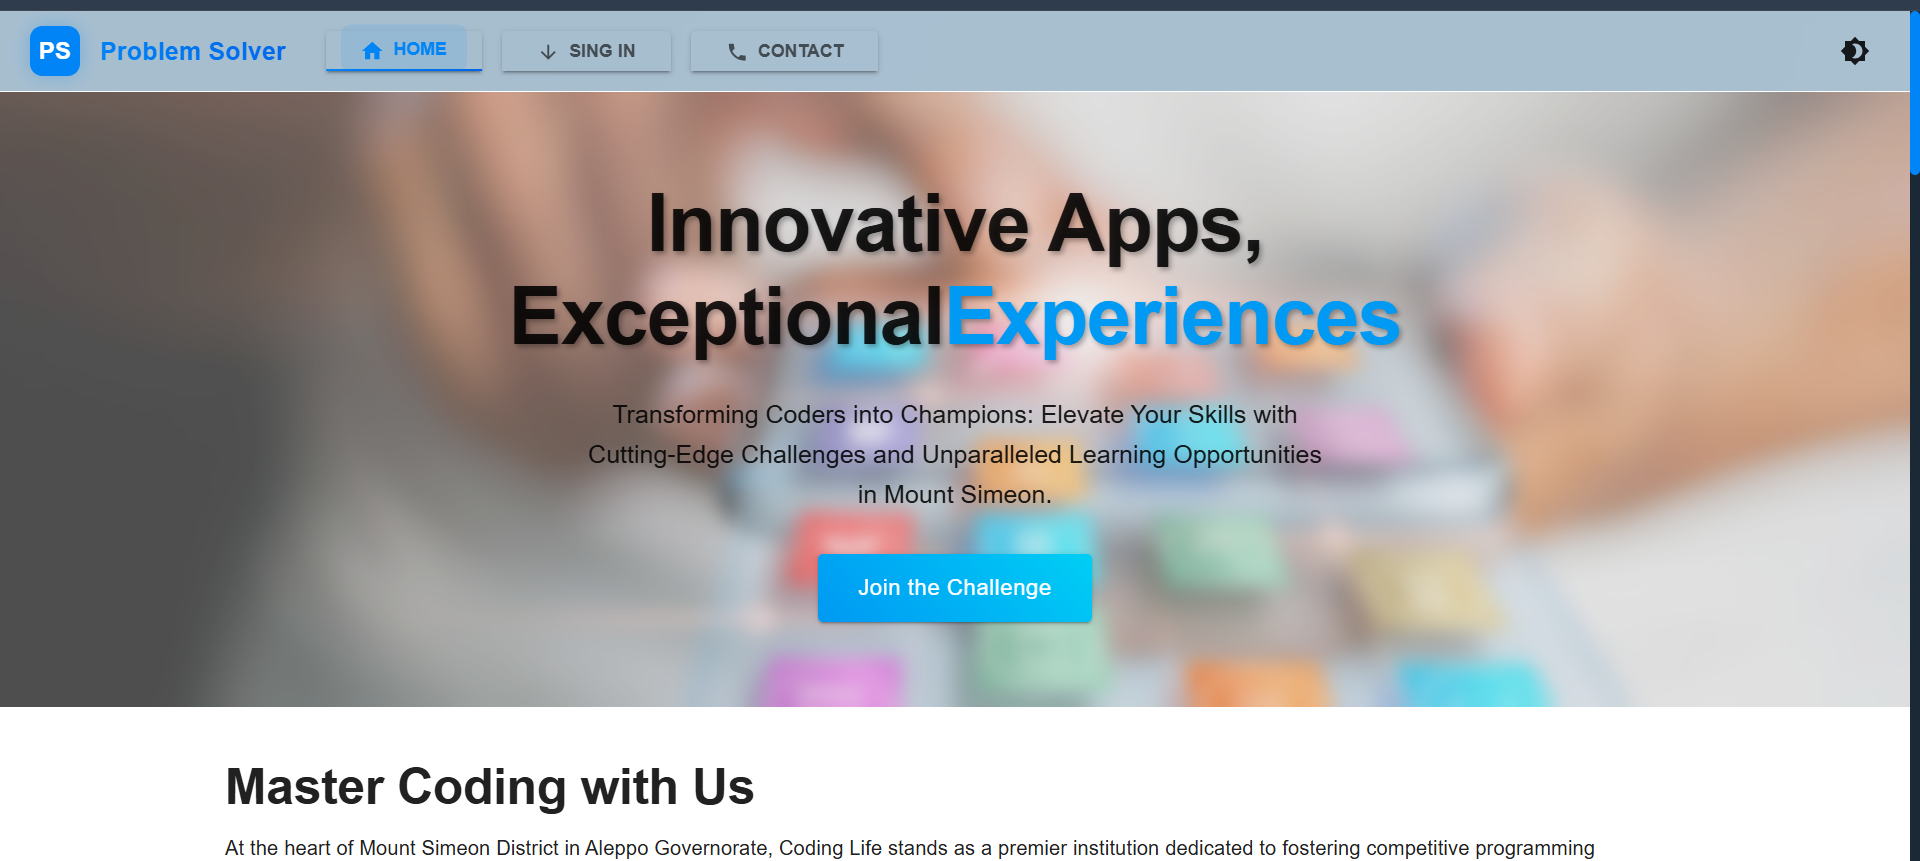 PS Problem Solver HOME SING IN CONTACT
Innovative Apps,
ExceptionalExperiences
Transforming Coders into Champions: Elevate Your Skills with
Cutting-Edge Challenges and Unparalleled Learning Opportunities
in Mount Simeon.
Join the Challenge
Master Coding with Us
At the heart of Mount Simeon District in Aleppo Governorate, Coding Life stands as a premier institution dedicated to fostering competitive programming